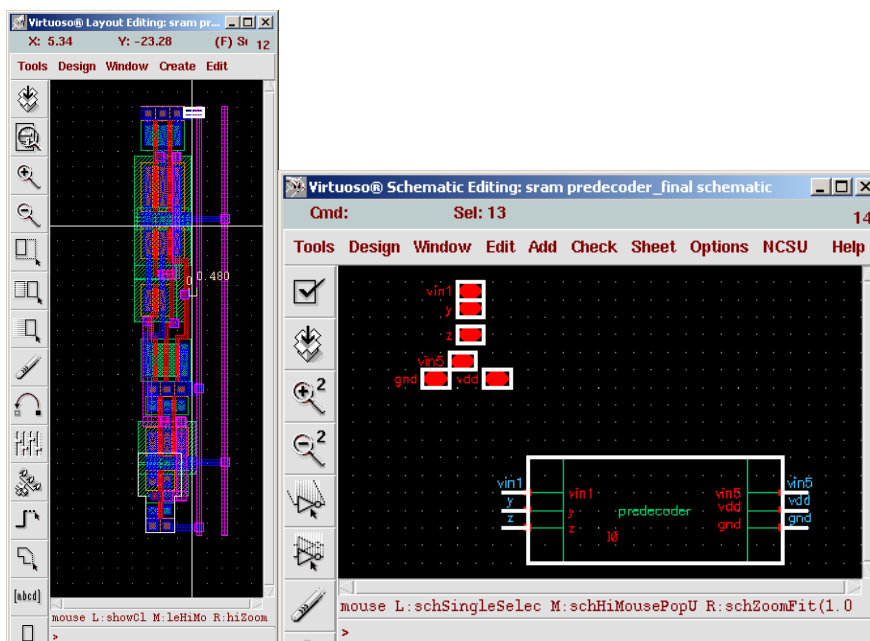 Virtuoso® Layout Editing: sram pr...
X: 5.34 Y: -23.28 (F) S 12
Tools Design Window Create Edit
0 0.480
[abcd]
mouse L:showCl M:leHiMo R:hiZoom
>
Virtuoso® Schematic Editing: sram predecoder_final schematic
Cmd: Sel: 13 14
Tools Design Window Edit Add Check Sheet Options NCSU Help
2
2
vin1
y
z
vin5
gnd vdd
vin1 vin1 vin5 vin5
y y predecoder vdd vdd
z z I0 gnd gnd
mouse L:schSingleSelec M:schHiMousePopU R:schZoomFit(1.0
>